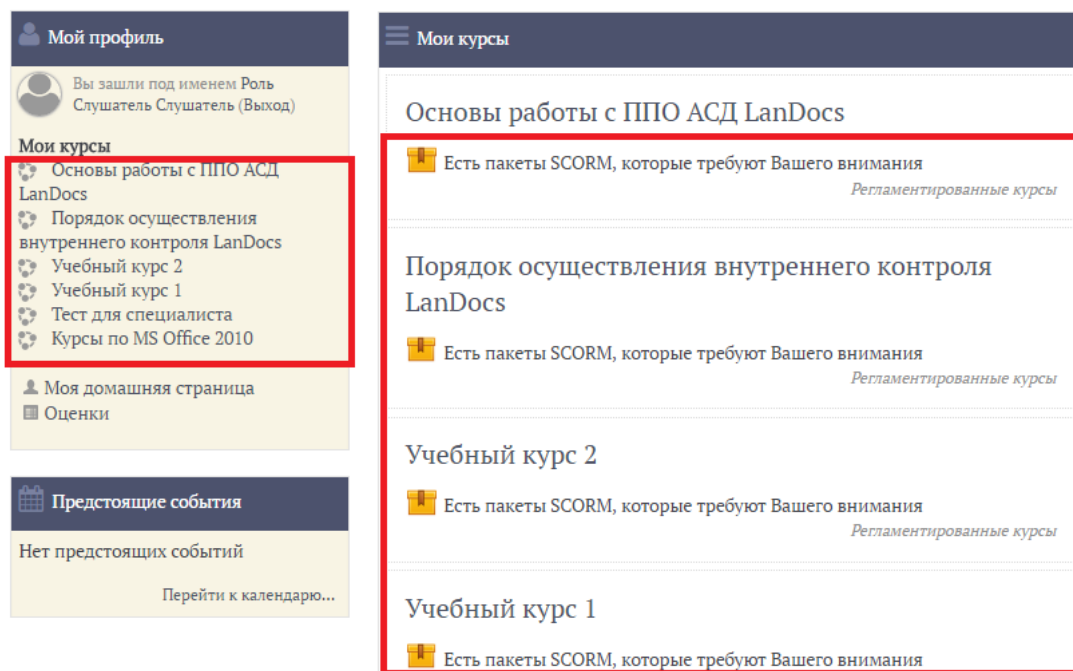 Мой профиль
Вы зашли под именем Роль
Слушатель Слушатель (Выход)
Мои курсы
Основы работы с ППО АСД
LanDocs
Порядок осуществления
внутреннего контроля LanDocs
Учебный курс 2
Учебный курс 1
Тест для специалиста
Курсы по MS Office 2010
Моя домашняя страница
Оценки
Предстоящие события
Нет предстоящих событий
Перейти к календарю...
Мои курсы
Основы работы с ППО АСД LanDocs
Есть пакеты SCORM, которые требуют Вашего внимания
Регламентированные курсы
Порядок осуществления внутреннего контроля
LanDocs
Есть пакеты SCORM, которые требуют Вашего внимания
Регламентированные курсы
Учебный курс 2
Есть пакеты SCORM, которые требуют Вашего внимания
Регламентированные курсы
Учебный курс 1
Есть пакеты SCORM, которые требуют Вашего внимания